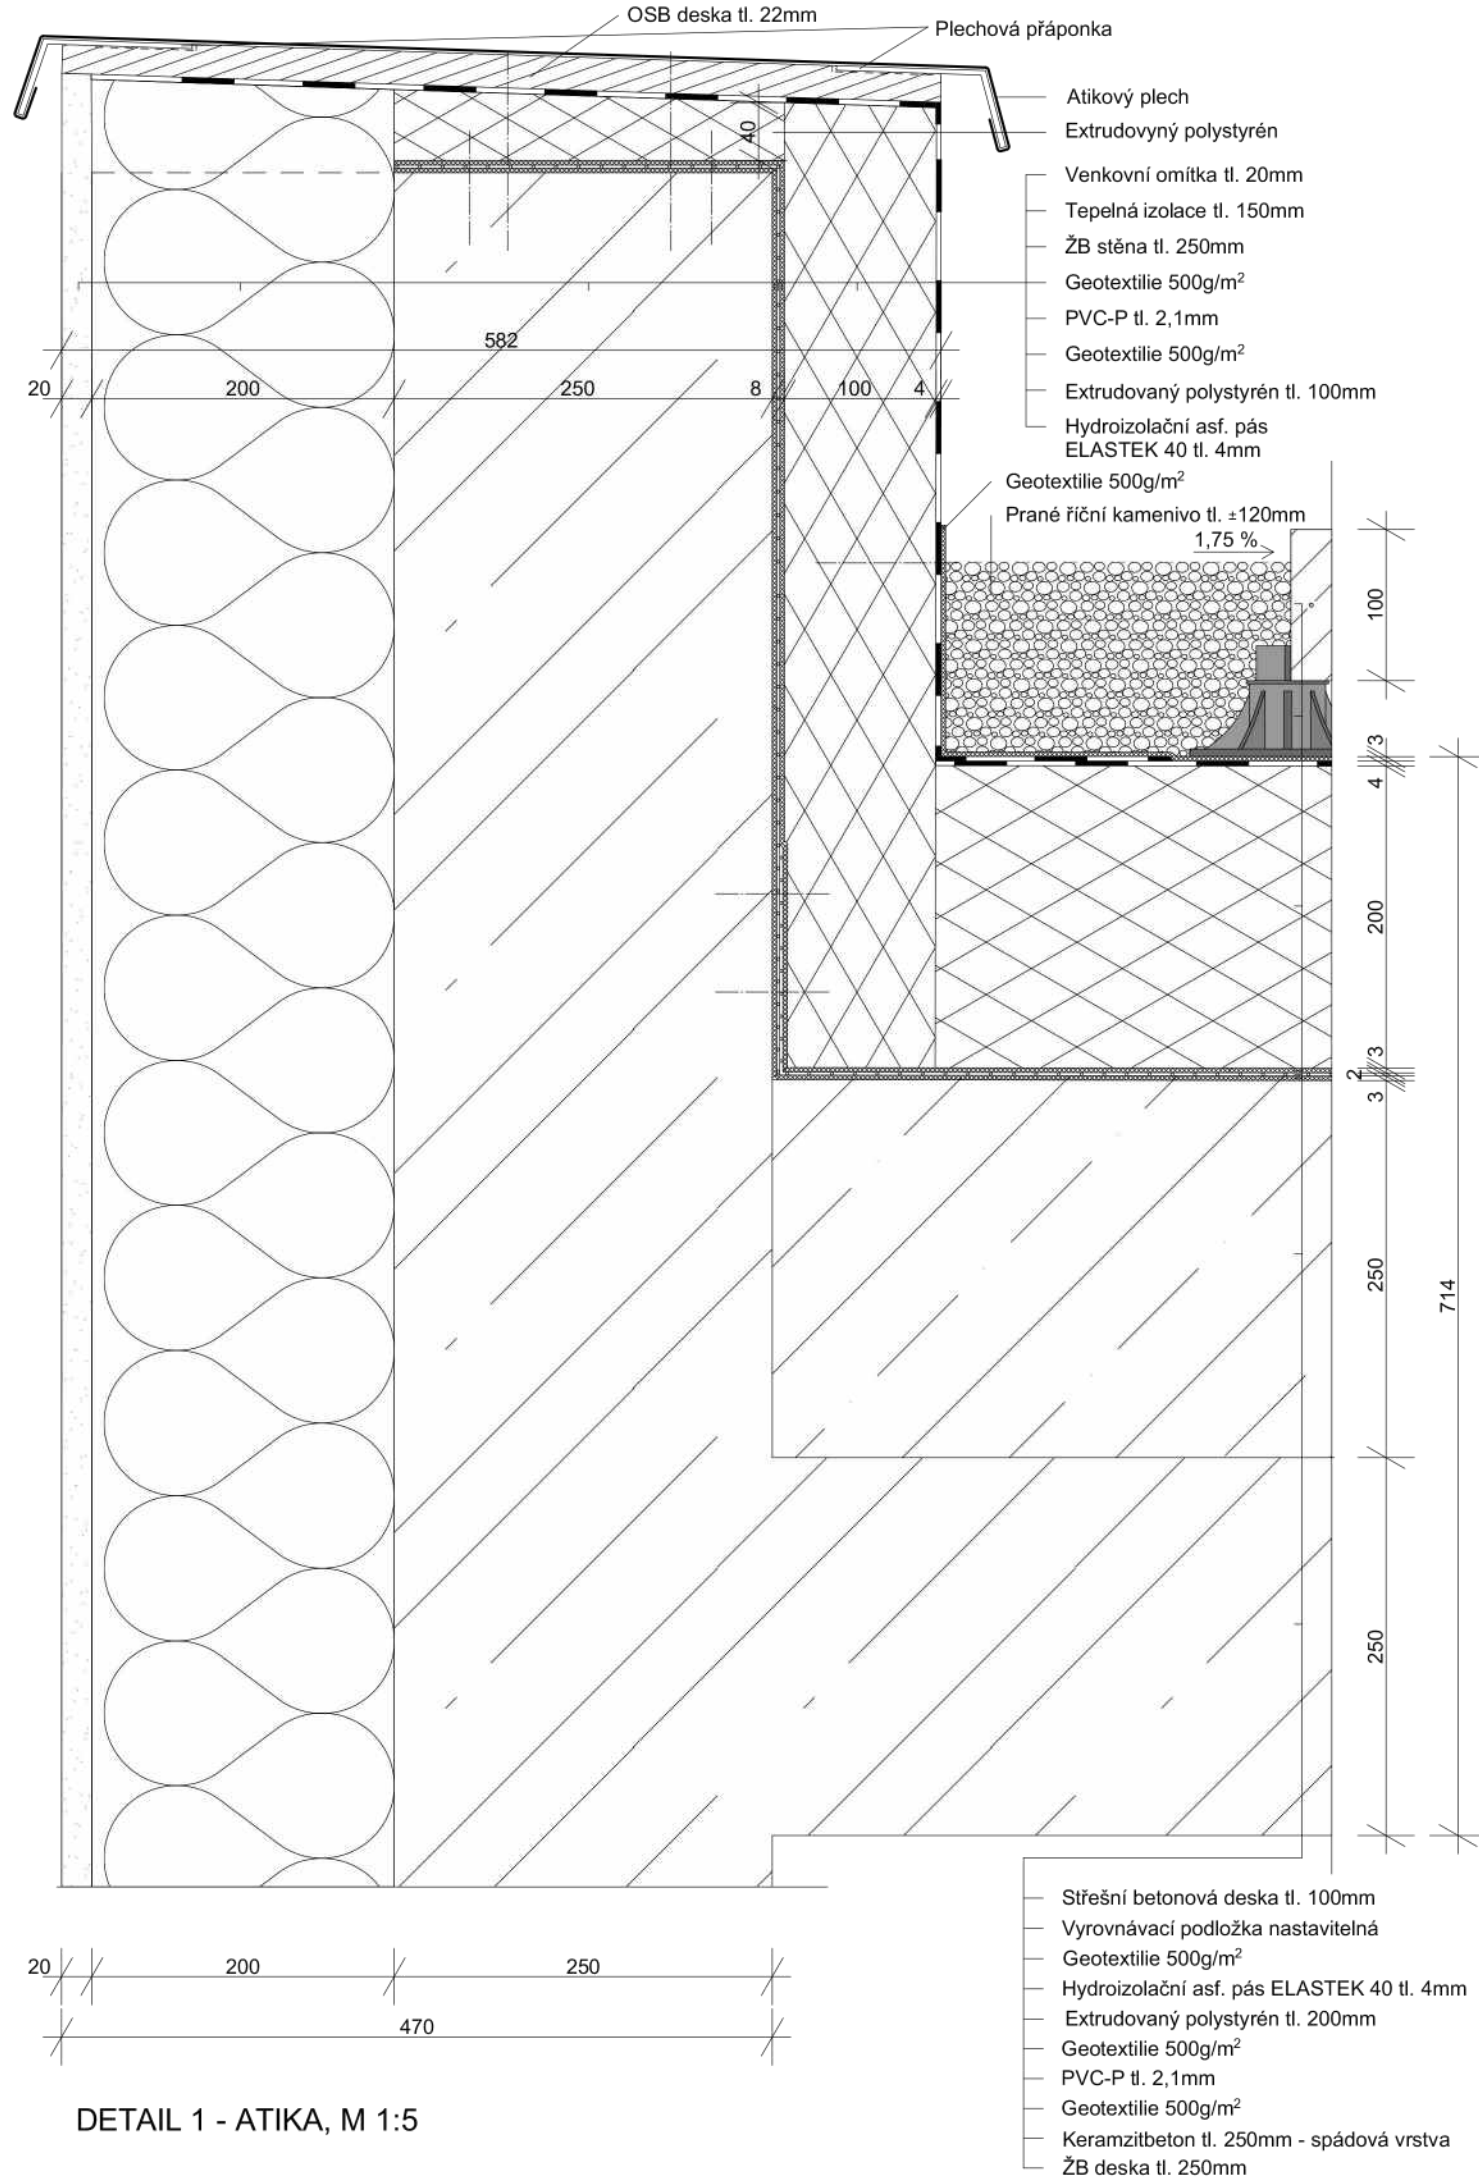 OSB deska tl. 22mm
Plechová přáponka
Atikový plech
Extrudovyný polystyrén
40
Venkovní omítka tl. 20mm
Tepelná izolace tl. 150mm
ŽB stěna tl. 250mm
Geotextilie 500g/m²
PVC-P tl. 2,1mm
Geotextilie 500g/m²
Extrudovaný polystyrén tl. 100mm
Hydroizolační asf. pás
ELASTEK 40 tl. 4mm
582
20 200 250 8 100 4
Geotextilie 500g/m²
Prané říční kamenivo tl. ±120mm
1,75 %
100
3
4
200
3
2
3
250
714
250
Střešní betonová deska tl. 100mm
Vyrovnávací podložka nastavitelná
Geotextilie 500g/m²
Hydroizolační asf. pás ELASTEK 40 tl. 4mm
Extrudovaný polystyrén tl. 200mm
Geotextilie 500g/m²
PVC-P tl. 2,1mm
Geotextilie 500g/m²
Keramzitbeton tl. 250mm - spádová vrstva
ŽB deska tl. 250mm
20 200 250
470
DETAIL 1 - ATIKA, M 1:5